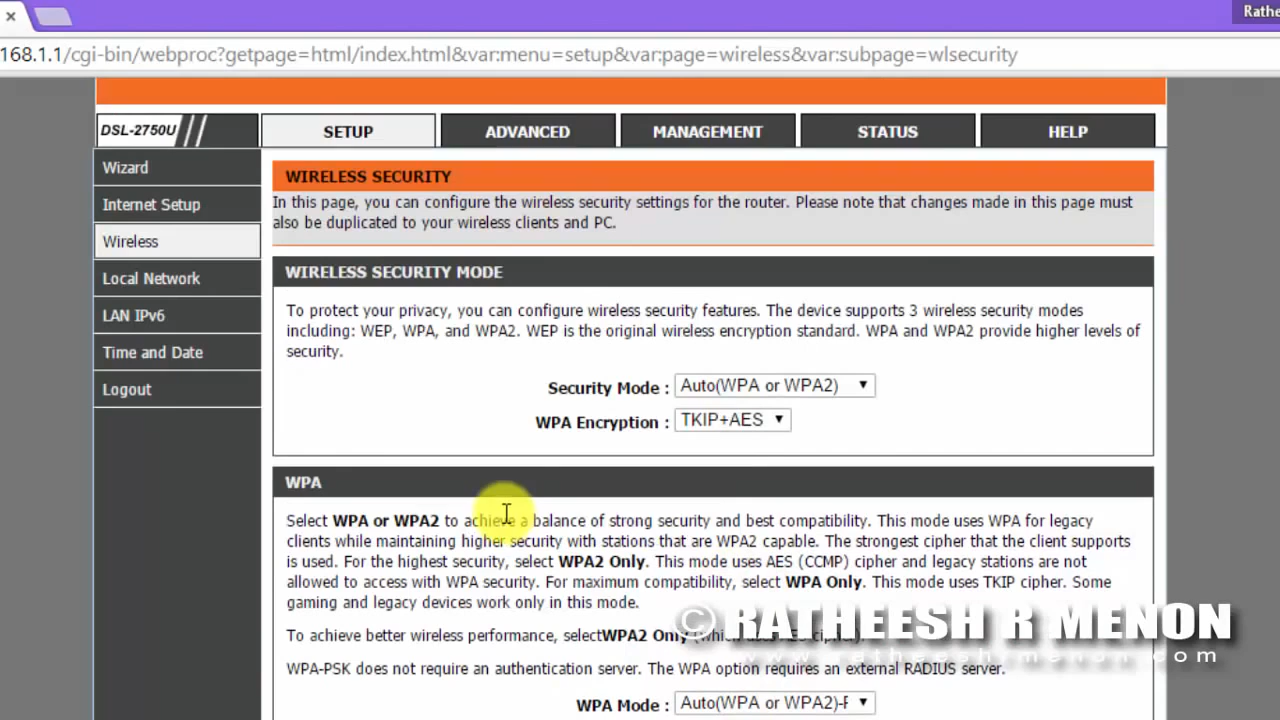 ×
Rathe
168.1.1/cgi-bin/webproc?getpage=html/index.html&var:menu=setup&var:page=wireless&var:subpage=wlsecurity
DSL-2750U
SETUP
ADVANCED
MANAGEMENT
STATUS
HELP
Wizard
Internet Setup
Wireless
Local Network
LAN IPv6
Time and Date
Logout
WIRELESS SECURITY
In this page, you can configure the wireless security settings for the router. Please note that changes made in this page must
also be duplicated to your wireless clients and PC.
WIRELESS SECURITY MODE
To protect your privacy, you can configure wireless security features. The device supports 3 wireless security modes
including: WEP, WPA, and WPA2. WEP is the original wireless encryption standard. WPA and WPA2 provide higher levels of
security.
Security Mode : Auto(WPA or WPA2)
WPA Encryption : TKIP+AES
WPA
Select WPA or WPA2 to achieve a balance of strong security and best compatibility. This mode uses WPA for legacy
clients while maintaining higher security with stations that are WPA2 capable. The strongest cipher that the client supports
is used. For the highest security, select WPA2 Only. This mode uses AES (CCMP) cipher and legacy stations are not
allowed to access with WPA security. For maximum compatibility, select WPA Only. This mode uses TKIP cipher. Some
gaming and legacy devices work only in this mode.
To achieve better wireless performance, selectWPA2 Only (which uses AES cipher).
WPA-PSK does not require an authentication server. The WPA option requires an external RADIUS server.
WPA Mode : Auto(WPA or WPA2)-F
© RATHEESH R MENON
www.ratheeshrmenon.com